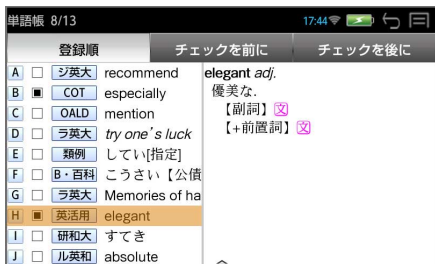 単語帳 8/13 17:44
登録順 チェックを前に チェックを後に
A ジ英大 recommend
B COT especially
C OALD mention
D ラ英大 try one's luck
E 類例 してい[指定]
F B・百科 こうさい【公債
G ラ英大 Memories of ha
H 英活用 elegant
I 研和大 すてき
J ル英和 absolute
elegant adj.
優美な.
【副詞】文
【+前置詞】文